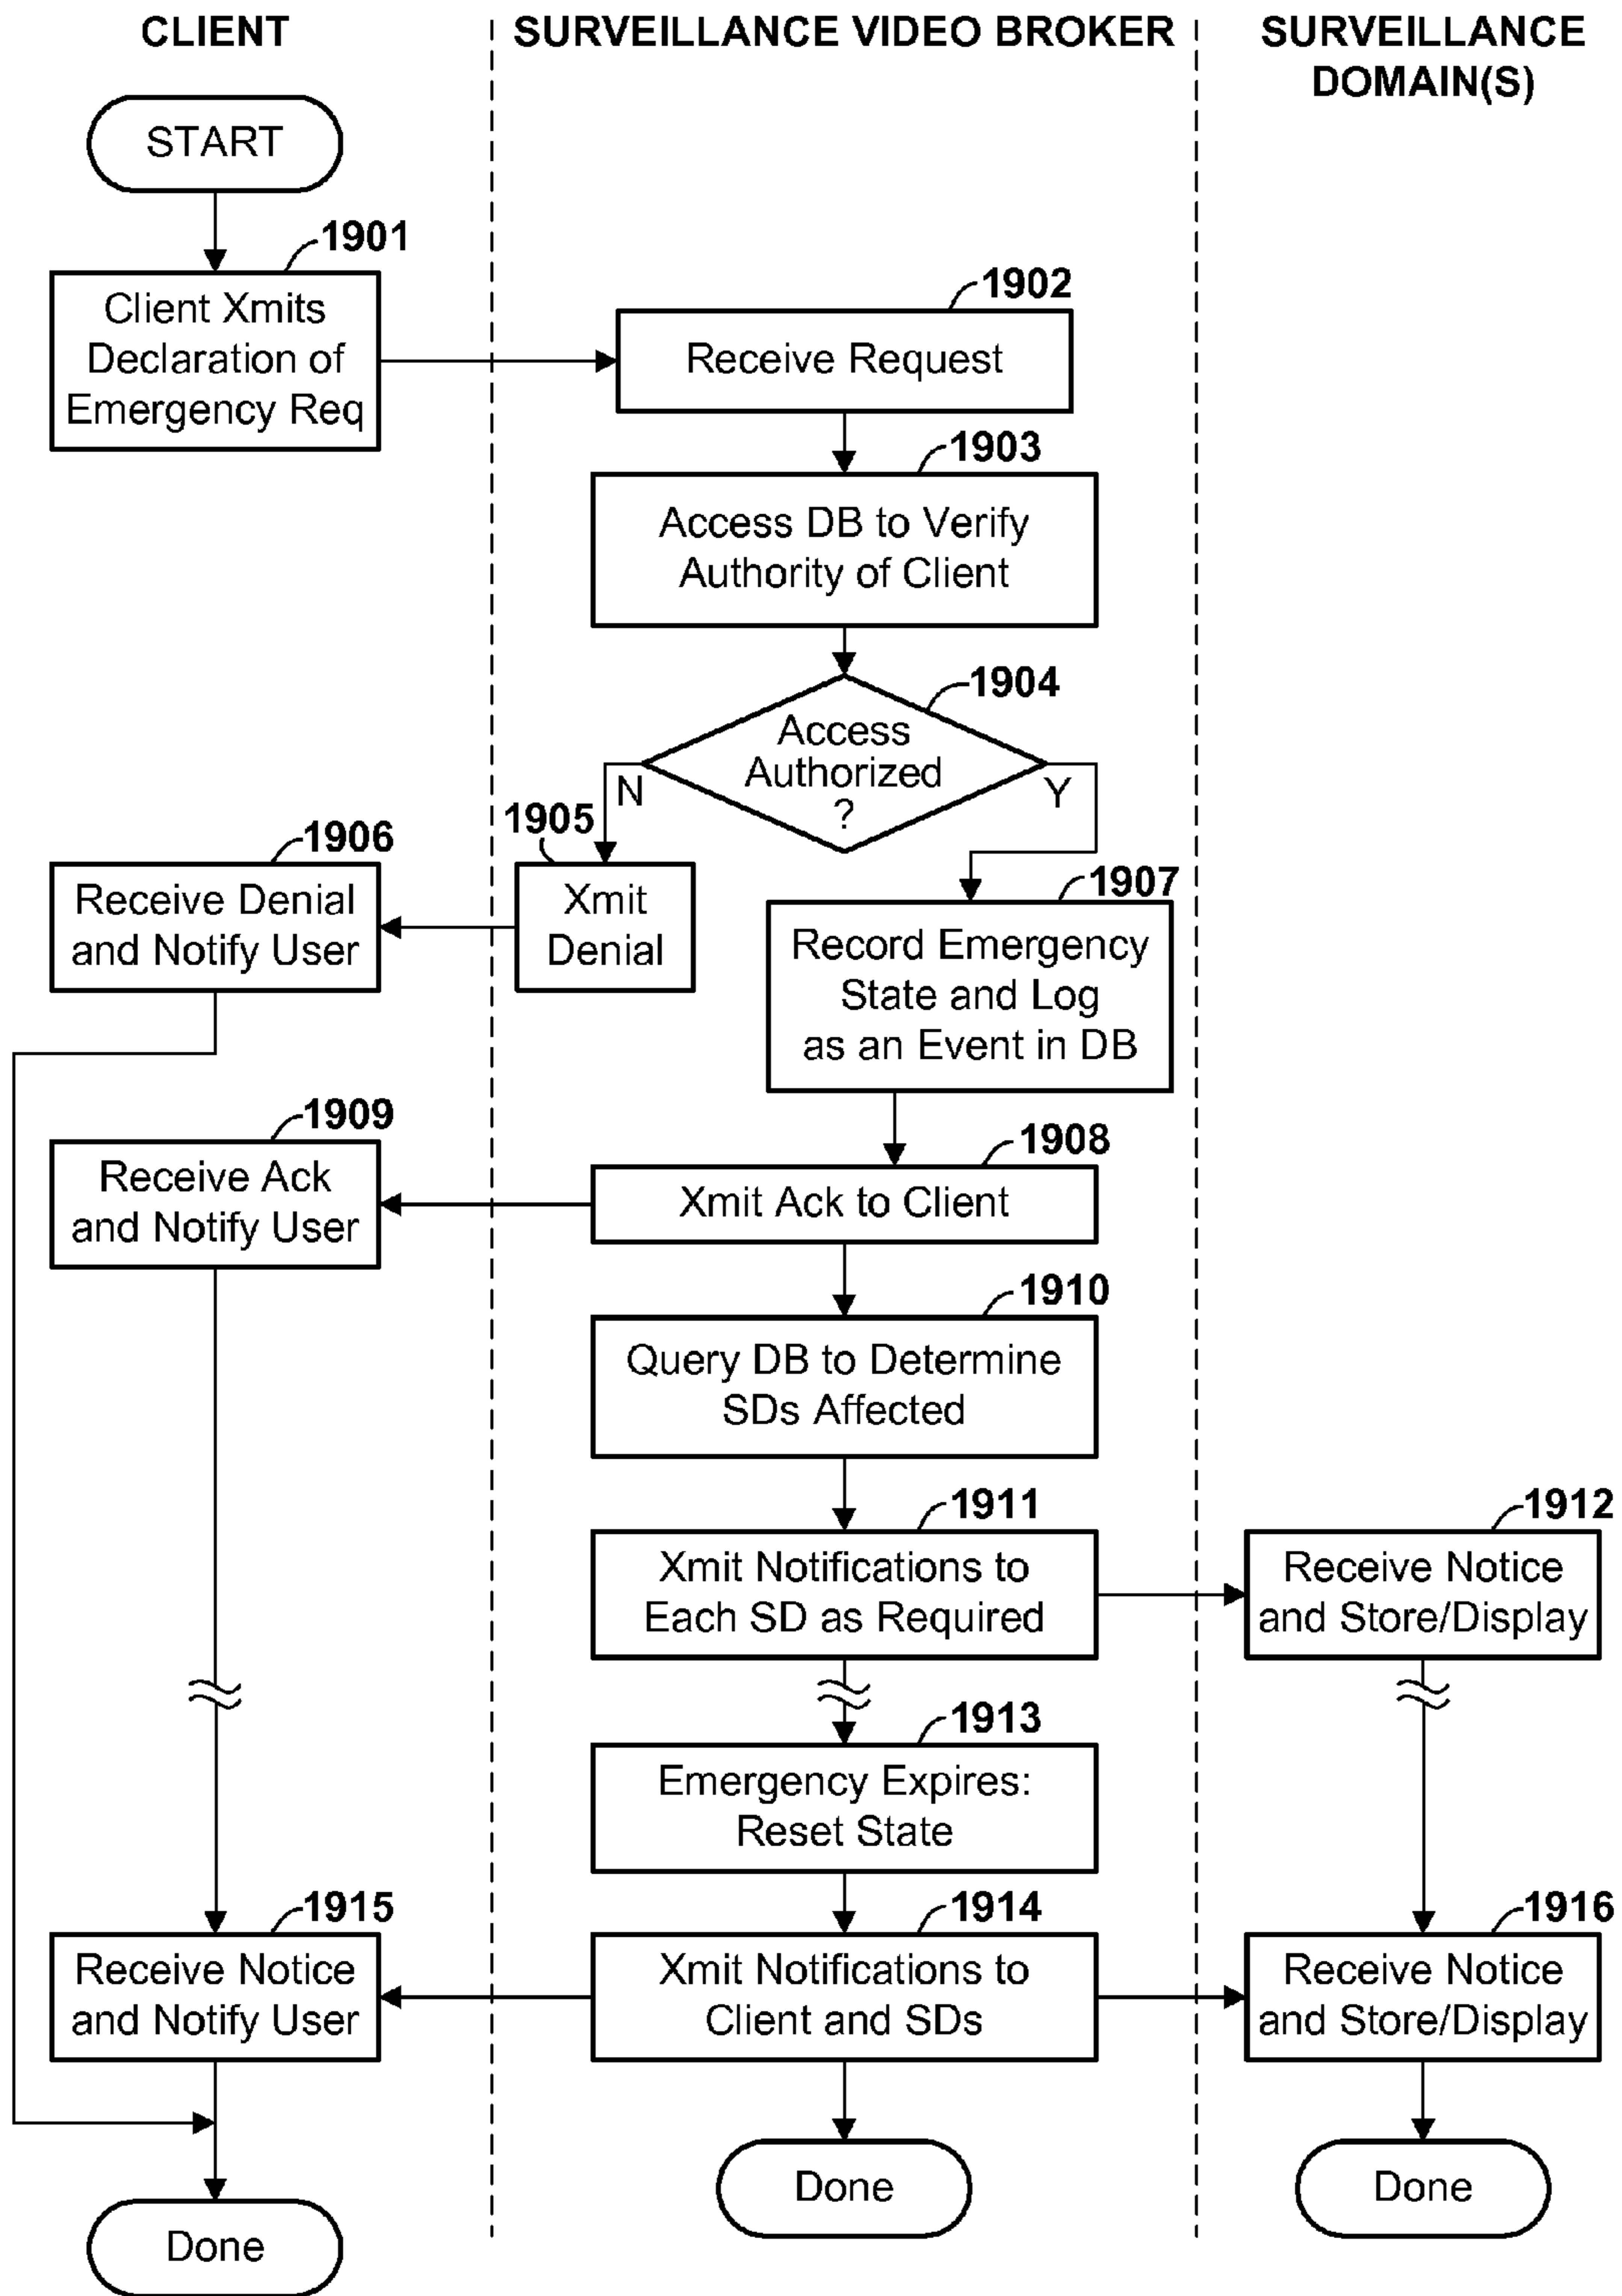 CLIENT
SURVEILLANCE VIDEO BROKER
SURVEILLANCE
DOMAIN(S)
START
1901
Client Xmits
Declaration of
Emergency Req
1902
Receive Request
1903
Access DB to Verify
Authority of Client
1904
Access
Authorized
?
N
Y
1905
Xmit
Denial
1906
Receive Denial
and Notify User
1907
Record Emergency
State and Log
as an Event in DB
1908
Xmit Ack to Client
1909
Receive Ack
and Notify User
1910
Query DB to Determine
SDs Affected
1911
Xmit Notifications to
Each SD as Required
1912
Receive Notice
and Store/Display
1913
Emergency Expires:
Reset State
1914
Xmit Notifications to
Client and SDs
1915
Receive Notice
and Notify User
1916
Receive Notice
and Store/Display
Done
Done
Done